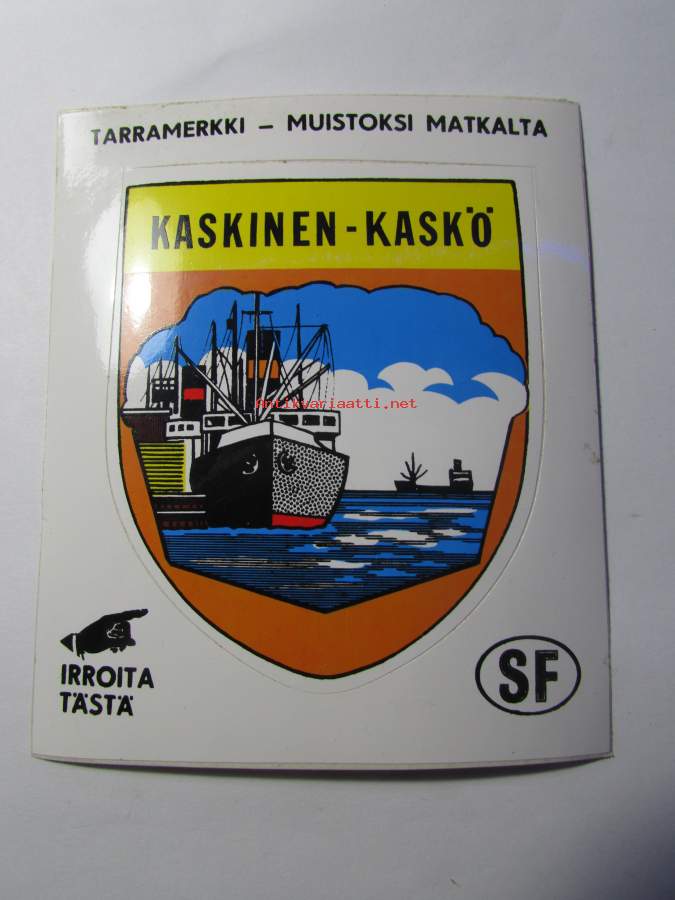 TARRAMERKKI – MUISTOKSI MATKALTA
KASKINEN-KASKÖ
Antikvariaatti.net
IRROITA
TÄSTÄ
SF